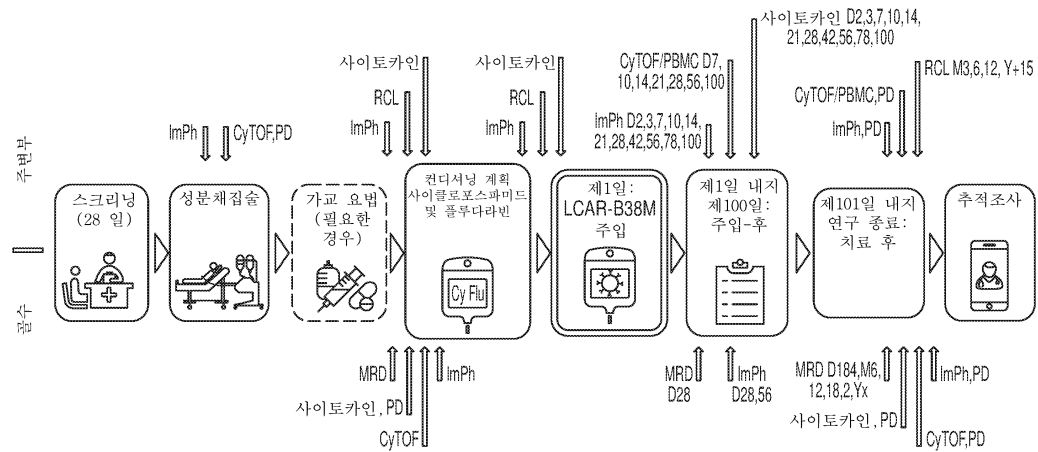 사이토카인 D2,3,7,10,14,
21,28,42,56,78,100
사이토카인
사이토카인
CyTOF/PBMC D7,
10,14,21,28,56,100
RCL M3,6,12, Y+15
RCL
RCL
CyTOF/PBMC,PD
ImPh
CyTOF,PD
ImPh
ImPh
ImPh D2,3,7,10,14,
21,28,42,56,78,100
ImPh,PD
주변부
골수
스크리닝
(28 일)
성분채집술
가교 요법
(필요한
경우)
컨디셔닝 계획
사이클로포스파미드
및 플루다라빈
Cy Flu
제1일:
LCAR-B38M
주입
제1일 내지
제100일:
주입-후
제101일 내지
연구 종료:
치료 후
추적조사
MRD
ImPh
사이토카인, PD
CyTOF
MRD
D28
ImPh
D28,56
MRD D184,M6,
12,18,2,Yx
ImPh,PD
사이토카인, PD
CyTOF,PD